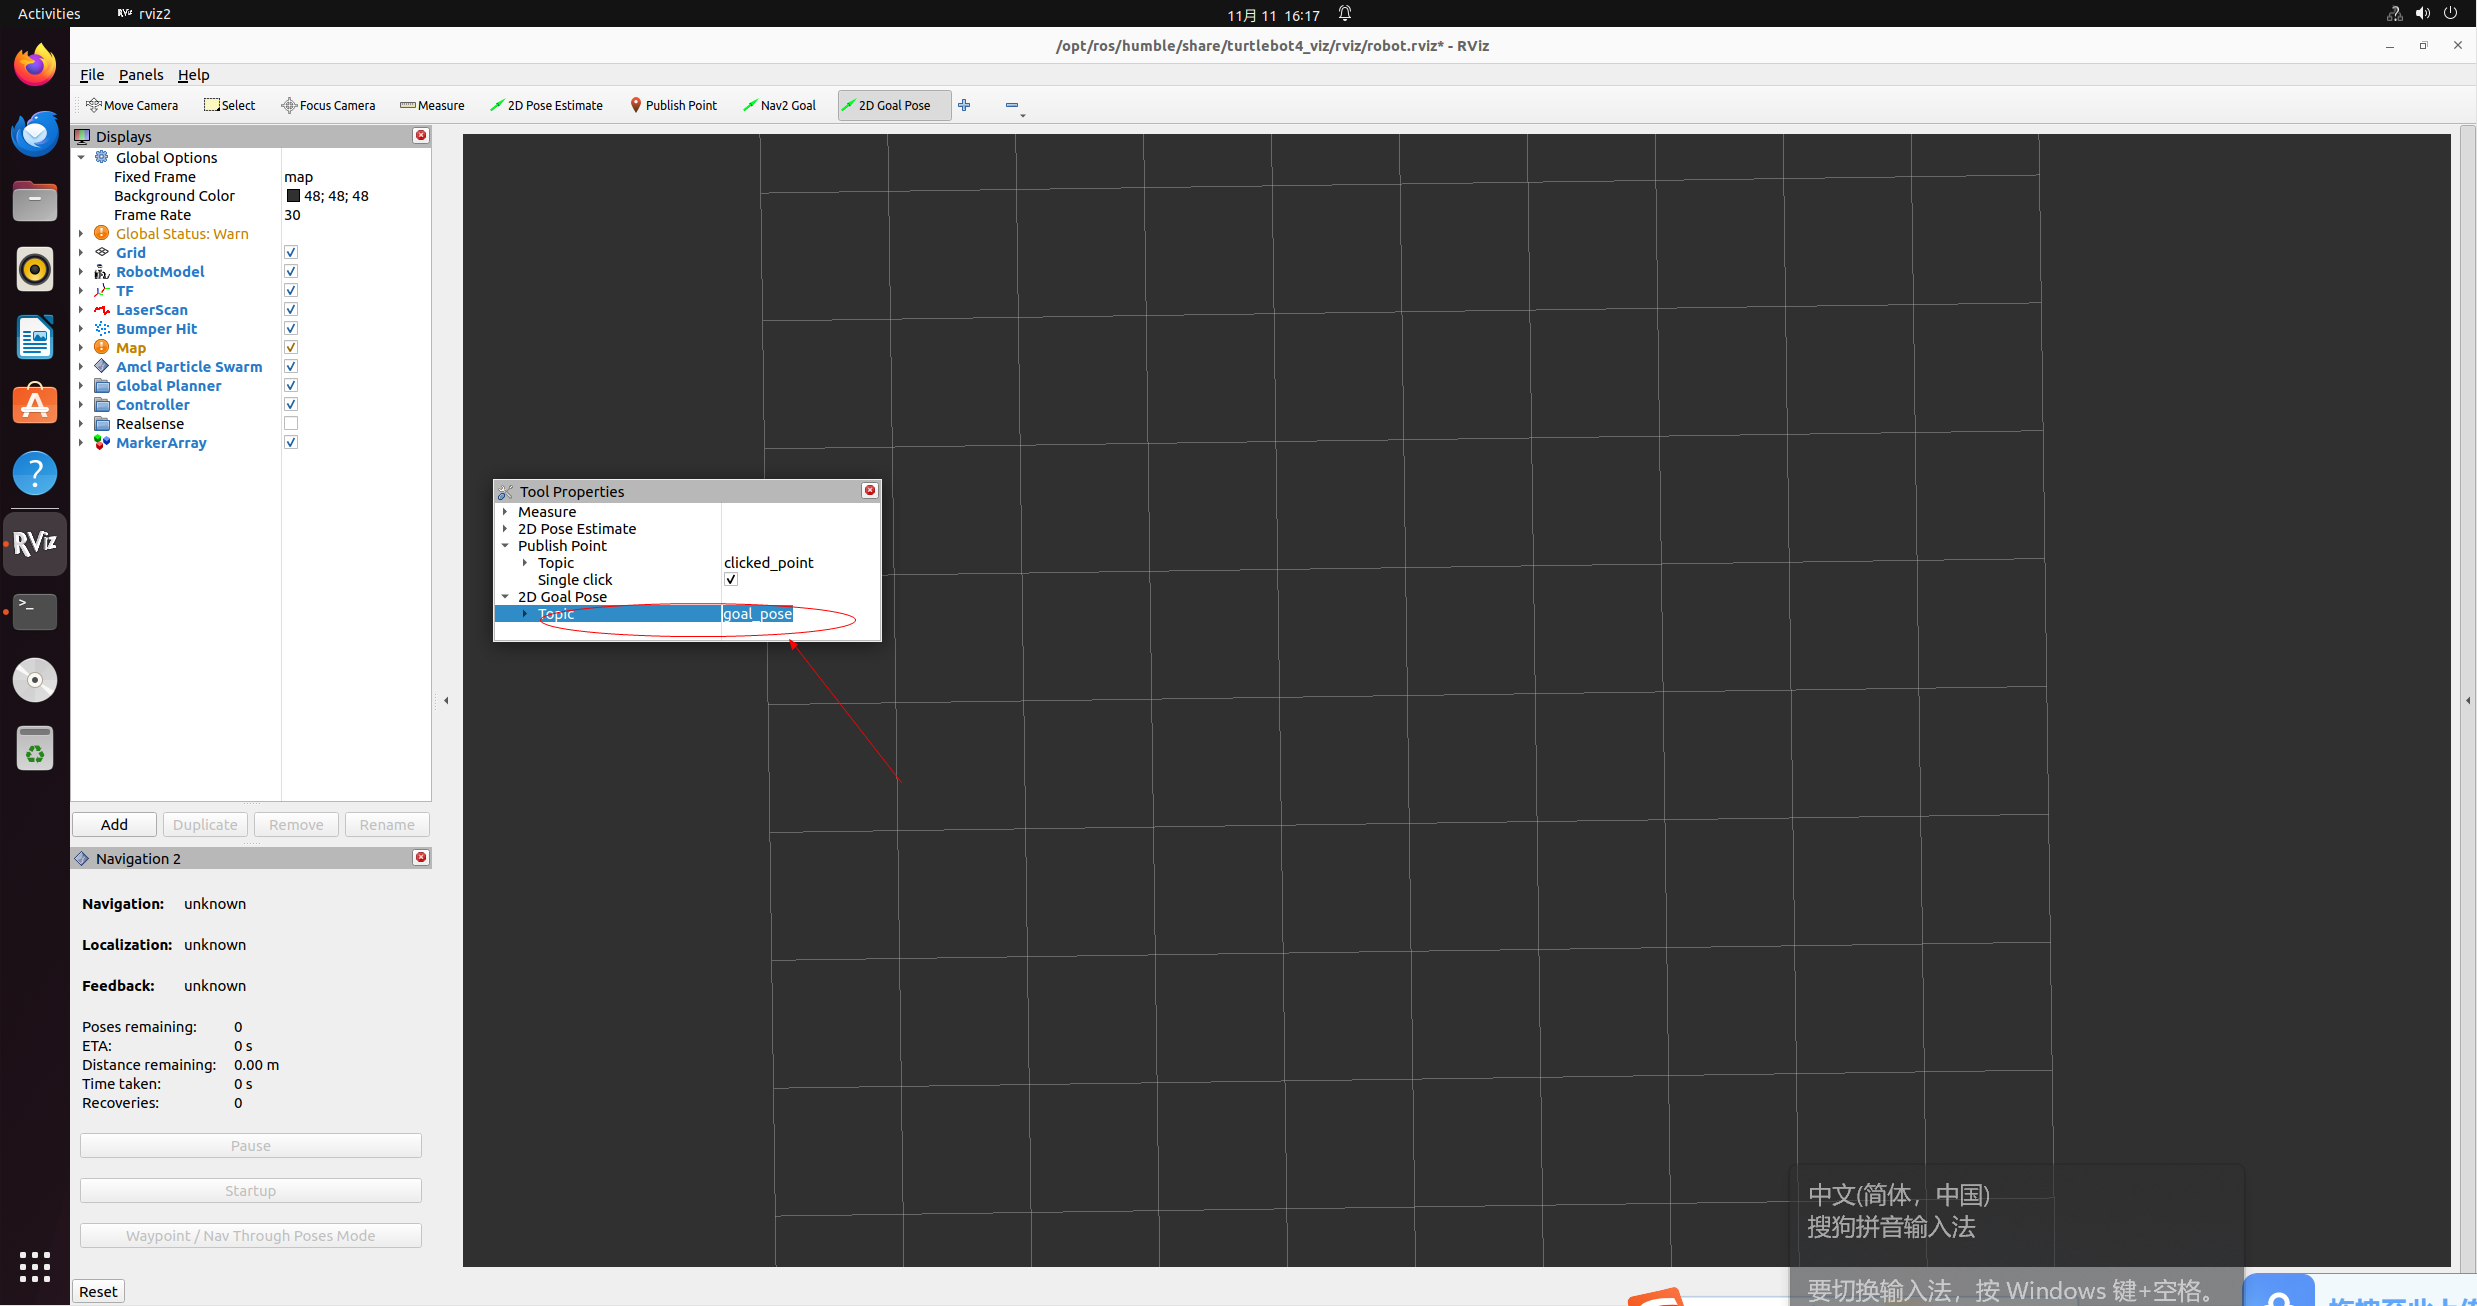 Activities
rviz2
11月 11 16:17
/opt/ros/humble/share/turtlebot4_viz/rviz/robot.rviz* - RViz
File Panels Help
Move Camera Select Focus Camera Measure 2D Pose Estimate Publish Point Nav2 Goal 2D Goal Pose
Displays
Global Options
Fixed Frame map
Background Color 48; 48; 48
Frame Rate 30
Global Status: Warn
Grid
RobotModel
TF
LaserScan
Bumper Hit
Map
Amcl Particle Swarm
Global Planner
Controller
Realsense
MarkerArray
Add Duplicate Remove Rename
Navigation 2
Navigation: unknown
Localization: unknown
Feedback: unknown
Poses remaining: 0
ETA: 0 s
Distance remaining: 0.00 m
Time taken: 0 s
Recoveries: 0
Pause
Startup
Waypoint / Nav Through Poses Mode
Reset
RViz
Tool Properties
Measure
2D Pose Estimate
Publish Point
Topic clicked_point
Single click
2D Goal Pose
Topic goal_pose
中文(简体，中国)
搜狗拼音输入法
要切换输入法，按 Windows 键+空格。